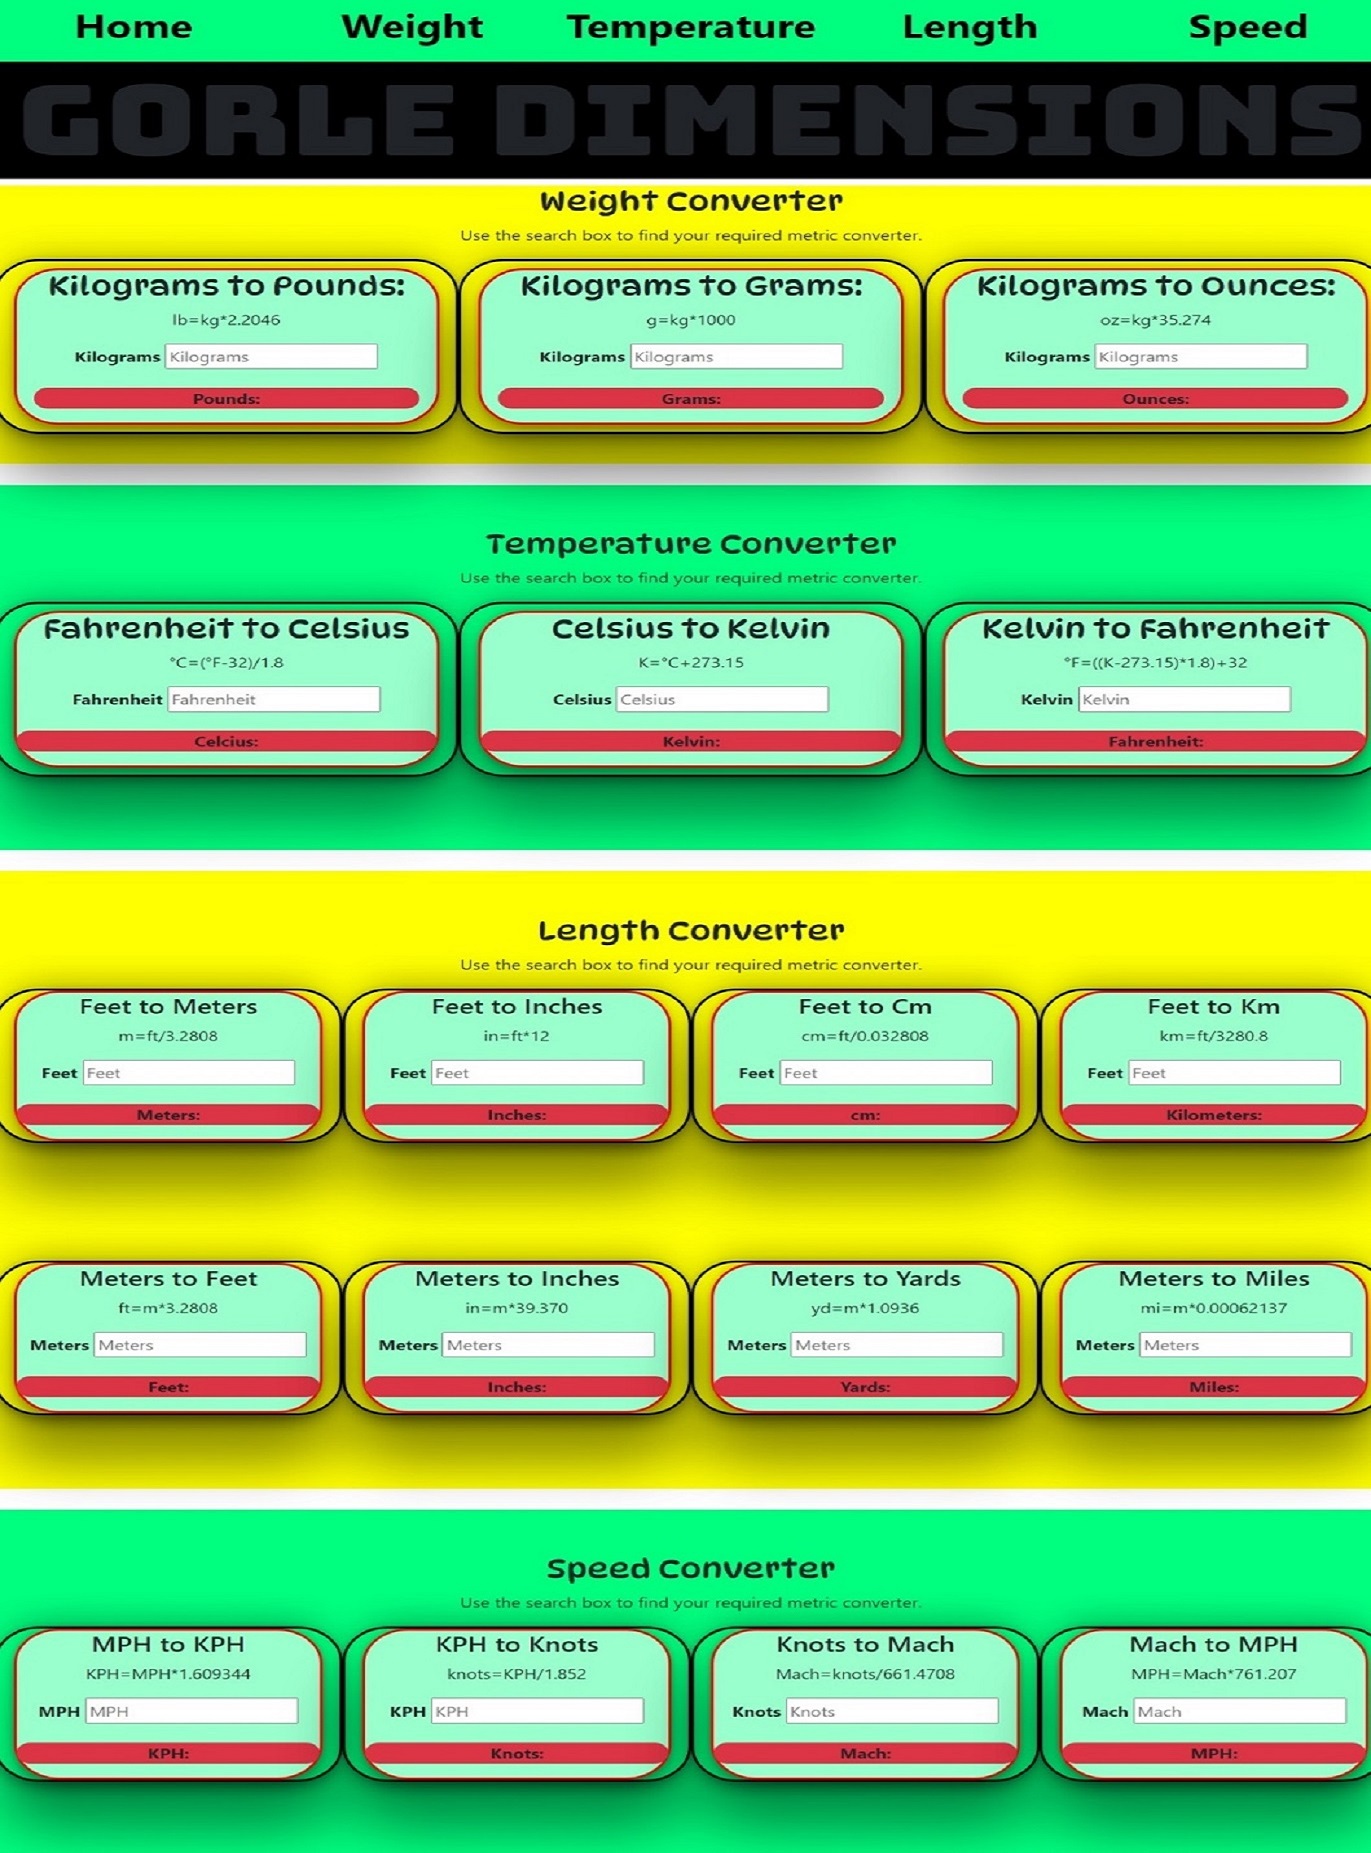 Home Weight Temperature Length Speed
GORLE DIMENSIONS
Weight Converter
Use the search box to find your required metric converter.
Kilograms to Pounds: Kilograms to Grams: Kilograms to Ounces:
lb=kg*2.2046 g=kg*1000 oz=kg*35.274
Kilograms Kilograms Kilograms Kilograms Kilograms Kilograms
Pounds: Grams: Ounces:
Temperature Converter
Use the search box to find your required metric converter.
Fahrenheit to Celsius Celsius to Kelvin Kelvin to Fahrenheit
°C=(°F-32)/1.8 K=°C+273.15 °F=((K-273.15)*1.8)+32
Fahrenheit Fahrenheit Celsius Celsius Kelvin Kelvin
Celcius: Kelvin: Fahrenheit:
Length Converter
Use the search box to find your required metric converter.
Feet to Meters Feet to Inches Feet to Cm Feet to Km
m=ft/3.2808 in=ft*12 cm=ft/0.032808 km=ft/3280.8
Feet Feet Feet Feet Feet Feet Feet Feet
Meters: Inches: cm: Kilometers:
Meters to Feet Meters to Inches Meters to Yards Meters to Miles
ft=m*3.2808 in=m*39.370 yd=m*1.0936 mi=m*0.00062137
Meters Meters Meters Meters Meters Meters Meters Meters
Feet: Inches: Yards: Miles:
Speed Converter
Use the search box to find your required metric converter.
MPH to KPH KPH to Knots Knots to Mach Mach to MPH
KPH=MPH*1.609344 knots=KPH/1.852 Mach=knots/661.4708 MPH=Mach*761.207
MPH MPH KPH KPH Knots Knots Mach Mach
KPH: Knots: Mach: MPH: